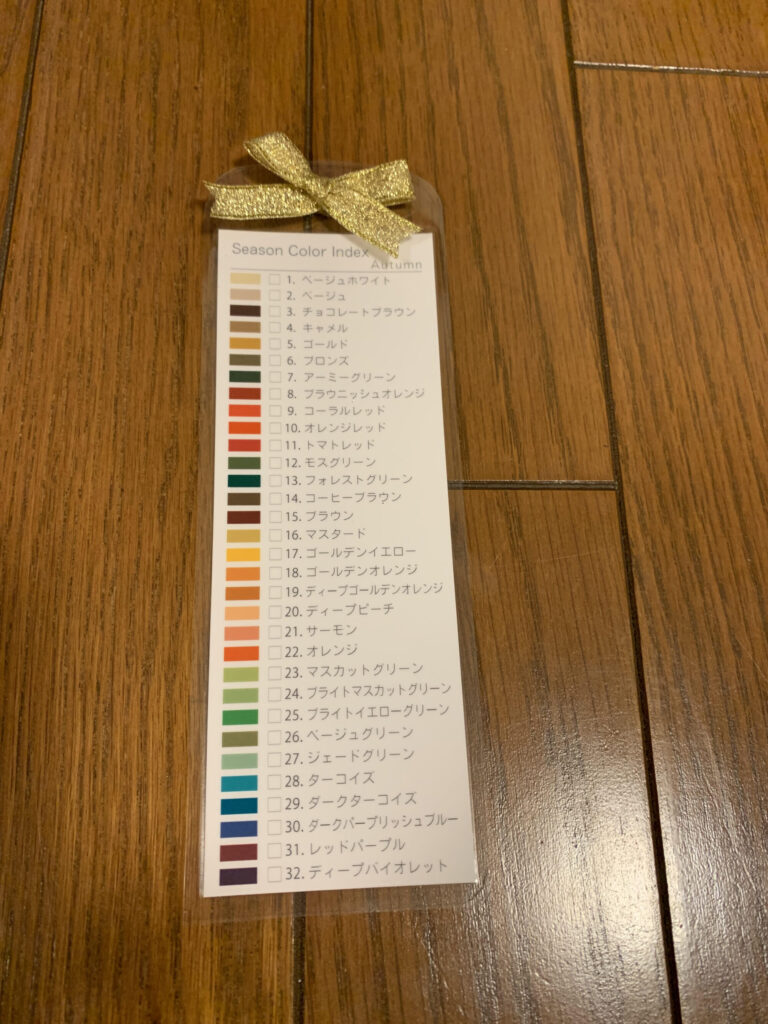 Season Color Index
Autumn
1. ベージュホワイト
2. ベージュ
3. チョコレートブラウン
4. キャメル
5. ゴールド
6. ブロンズ
7. アーミーグリーン
8. ブラウニッシュオレンジ
9. コーラルレッド
10. オレンジレッド
11. トマトレッド
12. モスグリーン
13. フォレストグリーン
14. コーヒーブラウン
15. ブラウン
16. マスタード
17. ゴールデンイエロー
18. ゴールデンオレンジ
19. ディープゴールデンオレンジ
20. ディープピーチ
21. サーモン
22. オレンジ
23. マスカットグリーン
24. ブライトマスカットグリーン
25. ブライトイエローグリーン
26. ベージュグリーン
27. ジェードグリーン
28. ターコイズ
29. ダークターコイズ
30. ダークパープリッシュブルー
31. レッドパープル
32. ディープバイオレット